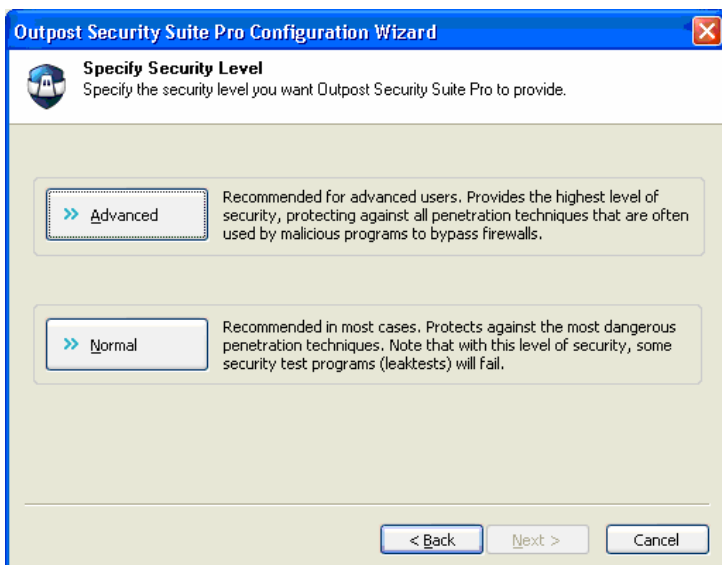 Outpost Security Suite Pro Configuration Wizard
Specify Security Level
Specify the security level you want Outpost Security Suite Pro to provide.
>> Advanced
Recommended for advanced users. Provides the highest level of
security, protecting against all penetration techniques that are often
used by malicious programs to bypass firewalls.
>> Normal
Recommended in most cases. Protects against the most dangerous
penetration techniques. Note that with this level of security, some
security test programs (leaktests) will fail.
< Back
Next >
Cancel